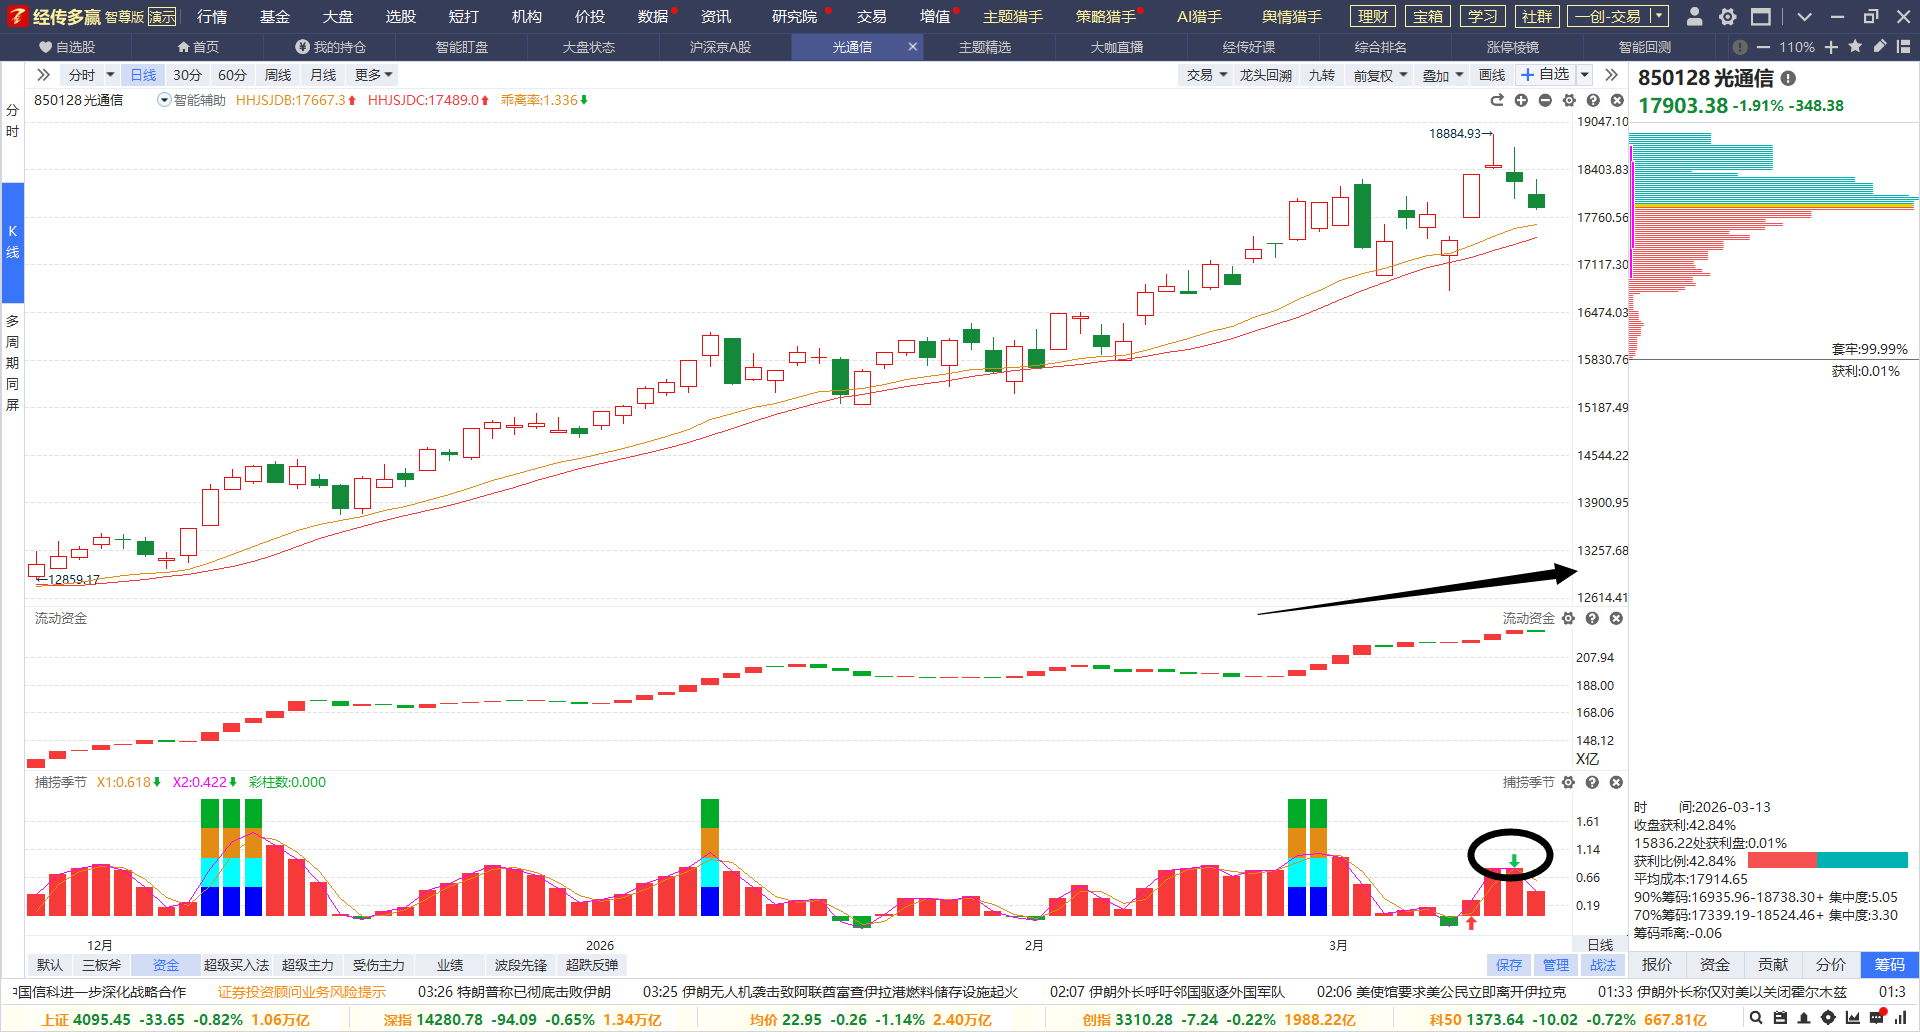 经传多赢 智尊版 演示 行情 基金 大盘 选股 短打 机构 价投 数据 资讯 研究院 交易 增值 主题猎手 策略猎手 AI猎手 舆情猎手 理财 宝箱 学习 社群 一创-交易
自选股 首页 我的持仓 智能盯盘 大盘状态 沪深京A股 光通信 主题精选 大咖直播 经传好课 综合排名 涨停棱镜 智能回测 110%
分时 日线 30分 60分 周线 月线 更多 交易 龙头回溯 九转 前复权 叠加 画线 自选
850128 光通信
17903.38 -1.91% -348.38
850128光通信 智能辅助 HHJSJDB:17667.3 HHJSJDC:17489.0 乖离率:1.336
分时
K线
多周期同屏
19047.10
18884.93
18403.83
17760.56
17117.30
16474.03
15830.76
15187.49
14544.22
13900.95
13257.68
12614.41
12859.17
套牢:99.99%
获利:0.01%
流动资金 流动资金
207.94
188.00
168.06
148.12
X亿
捕捞季节 X1:0.618 X2:0.422 彩柱数:0.000 捕捞季节
1.61
1.14
0.66
0.19
时 间:2026-03-13
收盘获利:42.84%
15836.22处获利盘:0.01%
获利比例:42.84%
平均成本:17914.65
90%筹码:16935.96-18738.30+ 集中度:5.05
70%筹码:17339.19-18524.46+ 集中度:3.30
筹码乖离:-0.06
12月 2026 2月 3月 日线
默认 三板斧 资金 超级买入法 超级主力 受伤主力 业绩 波段先锋 超跌反弹 保存 管理 战法 报价 资金 贡献 分价 筹码
中国信科进一步深化战略合作 证券投资顾问业务风险提示 03:26 特朗普称已彻底击败伊朗 03:25 伊朗无人机袭击致阿联酋富查伊拉港燃料储存设施起火 02:07 伊朗外长呼吁邻国驱逐外国军队 02:06 美使馆要求美公民立即离开伊拉克 01:33 伊朗外长称仅对美以关闭霍尔木兹 01:3
上证 4095.45 -33.65 -0.82% 1.06万亿 深指 14280.78 -94.09 -0.65% 1.34万亿 均价 22.95 -0.26 -1.14% 2.40万亿 创指 3310.28 -7.24 -0.22% 1988.22亿 科50 1373.64 -10.02 -0.72% 667.81亿